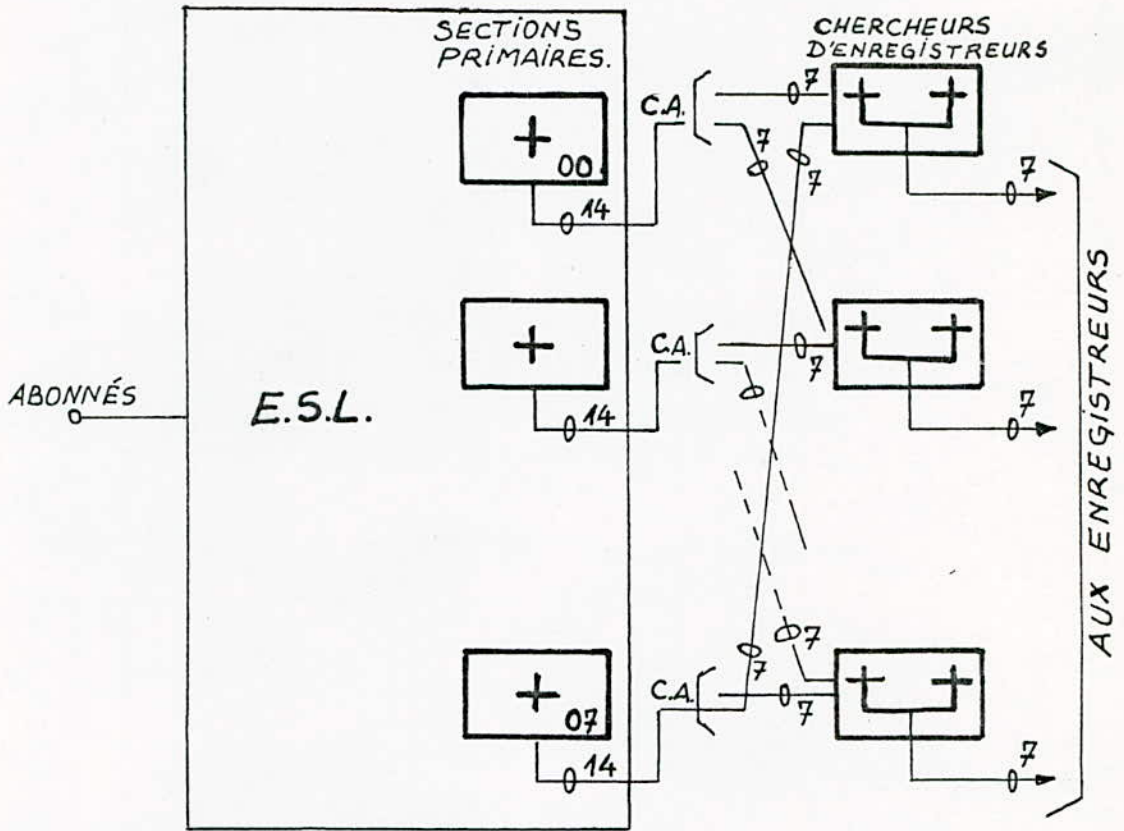 SECTIONS
PRIMAIRES.
CHERCHEURS
D'ENREGISTREURS
00.
14
C.A.
7
7
7
7
14
C.A.
7
7
ABONNÉS
E.S.L.
AUX ENREGISTREURS
07
14
C.A.
7
7
7
7